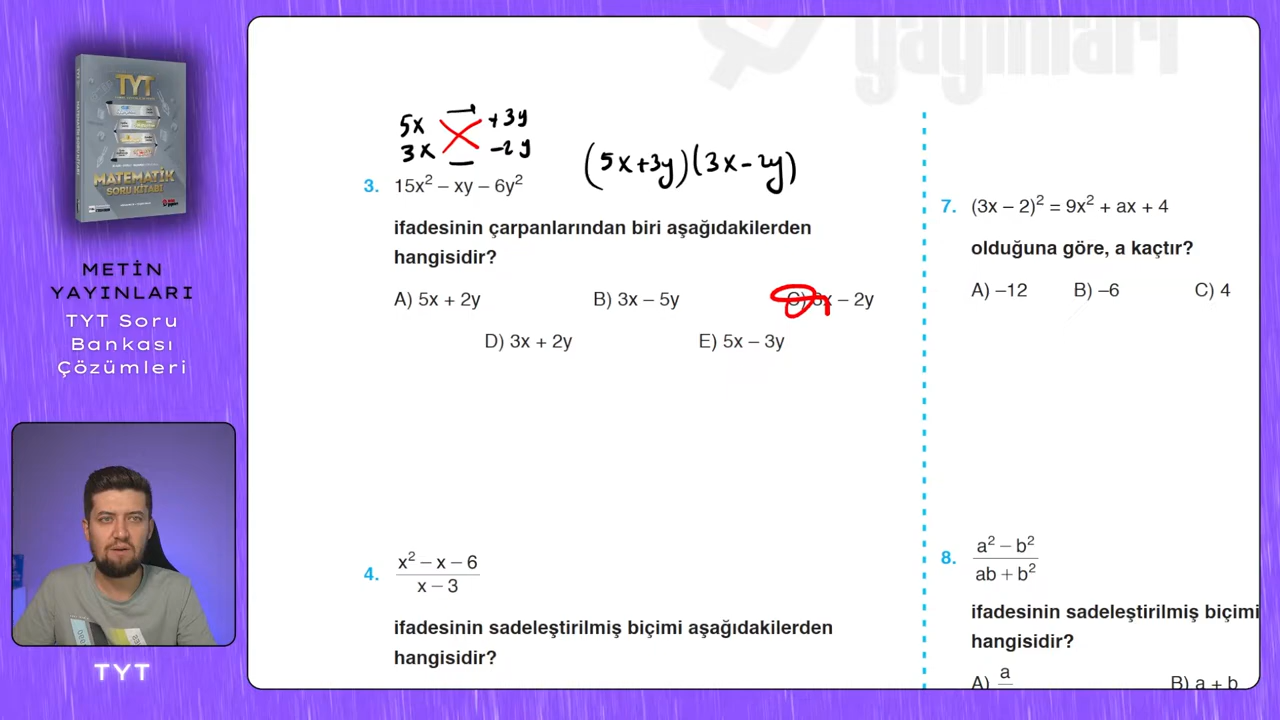 TYT
MATEMATİK
SORU KİTABI
METİN
YAYINLARI
TYT Soru
Bankası
Çözümleri
TYT
yayınları
5x +3y
3x -2y
(5x+3y)(3x-2y)
3. 15x² – xy – 6y²
ifadesinin çarpanlarından biri aşağıdakilerden
hangisidir?
A) 5x + 2y B) 3x – 5y C) 3x – 2y
D) 3x + 2y E) 5x – 3y
4. x² – x – 6
x – 3
ifadesinin sadeleştirilmiş biçimi aşağıdakilerden
hangisidir?
7. (3x – 2)² = 9x² + ax + 4
olduğuna göre, a kaçtır?
A) –12 B) –6 C) 4
8. a² – b²
ab + b²
ifadesinin sadeleştirilmiş biçimi
hangisidir?
A) a B) a + b